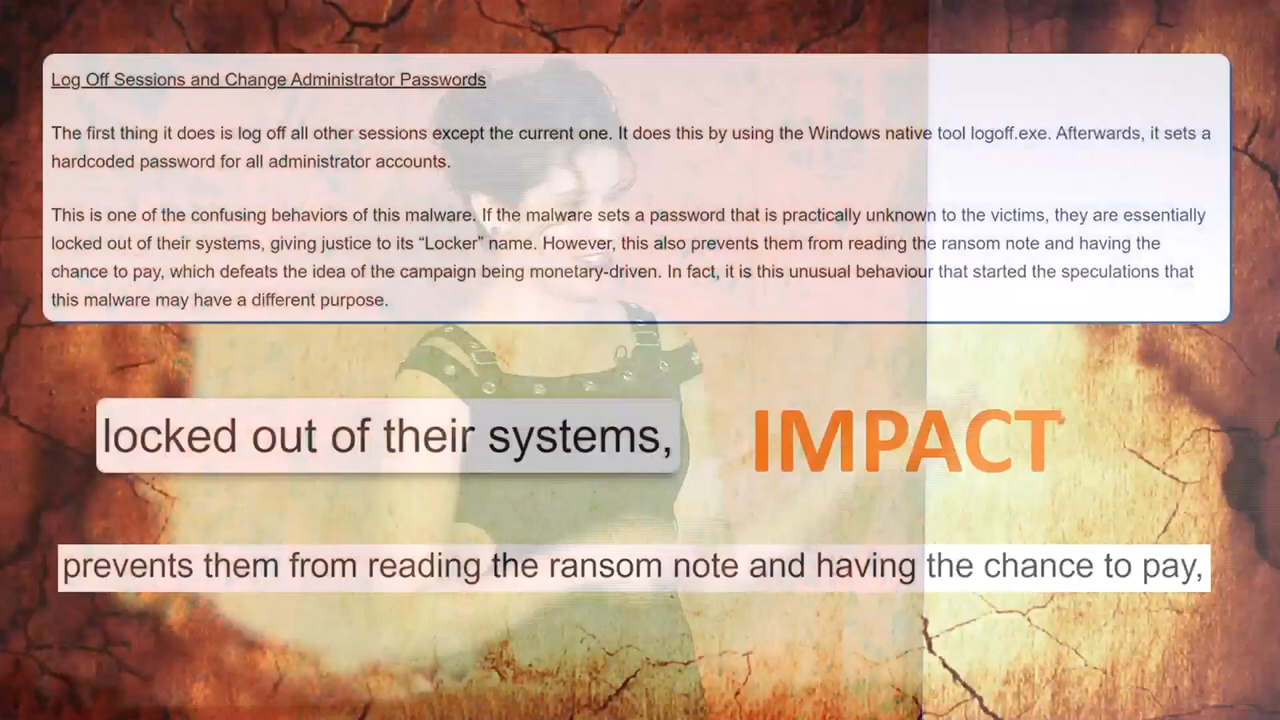 Log Off Sessions and Change Administrator Passwords
The first thing it does is log off all other sessions except the current one. It does this by using the Windows native tool logoff.exe. Afterwards, it sets a
hardcoded password for all administrator accounts.
This is one of the confusing behaviors of this malware. If the malware sets a password that is practically unknown to the victims, they are essentially
locked out of their systems, giving justice to its “Locker” name. However, this also prevents them from reading the ransom note and having the
chance to pay, which defeats the idea of the campaign being monetary-driven. In fact, it is this unusual behaviour that started the speculations that
this malware may have a different purpose.
locked out of their systems,
IMPACT
prevents them from reading the ransom note and having the chance to pay,